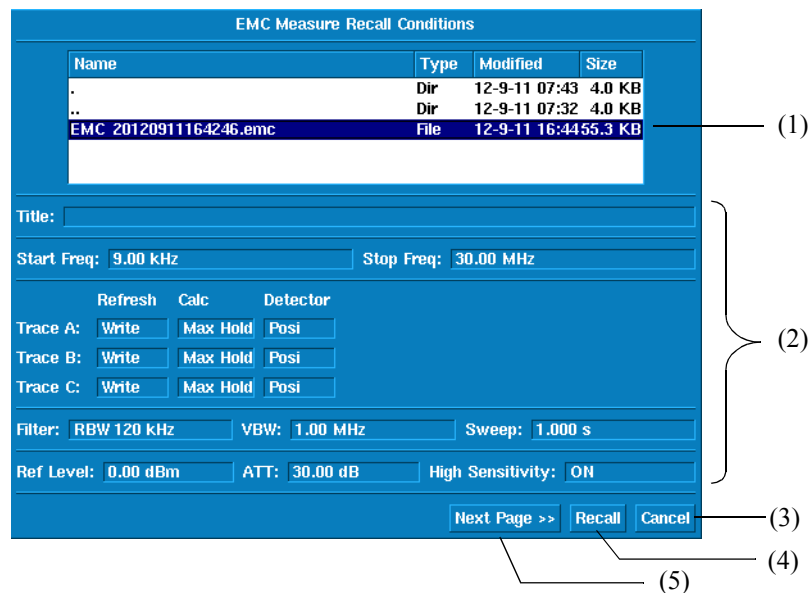 EMC Measure Recall Conditions
Name Type Modified Size
. Dir 12-9-11 07:43 4.0 KB
.. Dir 12-9-11 07:32 4.0 KB
EMC 20120911164246.emc File 12-9-11 16:44 55.3 KB
(1)
Title:
Start Freq: 9.00 kHz Stop Freq: 30.00 MHz
Refresh Calc Detector
Trace A: Write Max Hold Posi
(2)
Trace B: Write Max Hold Posi
Trace C: Write Max Hold Posi
Filter: RBW 120 kHz VBW: 1.00 MHz Sweep: 1.000 s
Ref Level: 0.00 dBm ATT: 30.00 dB High Sensitivity: ON
Next Page >> Recall Cancel
(3)
(4)
(5)